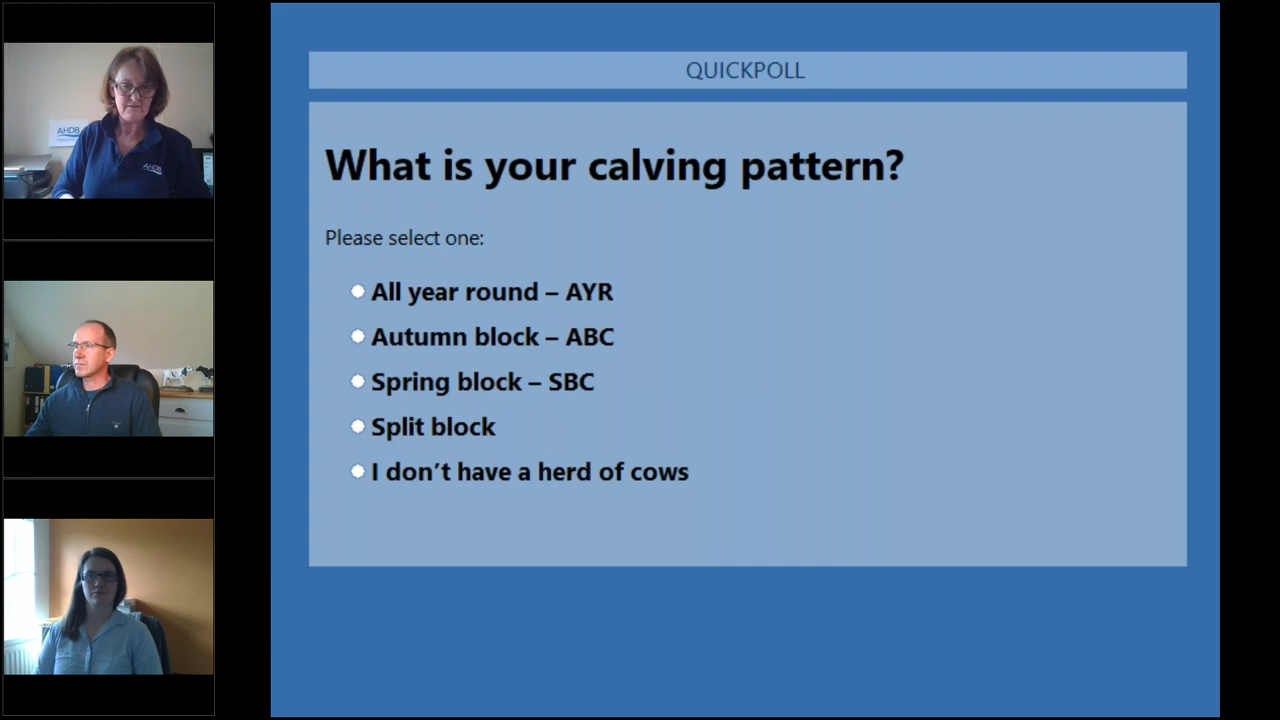 AHDB
AHDB
QUICKPOLL
What is your calving pattern?
Please select one:
All year round – AYR
Autumn block – ABC
Spring block – SBC
Split block
I don’t have a herd of cows